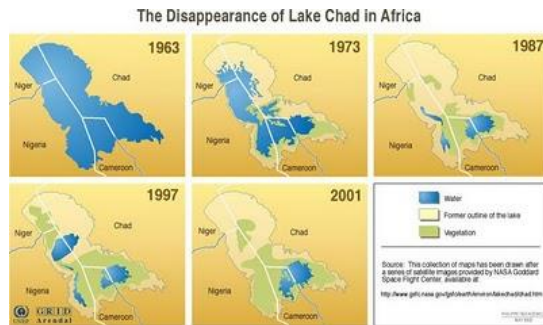 The Disappearance of Lake Chad in Africa
1963
Niger
Chad
Nigeria
Cameroon
1973
Niger
Chad
Nigeria
Cameroon
1987
Niger
Chad
Nigeria
Cameroon
1997
Niger
Chad
Nigeria
Cameroon
UNEP
GRID
Arendal
2001
Niger
Chad
Nigeria
Cameroon
Water
Former outline of the lake
Vegetation
Source: This collection of maps has been drawn after
a series of satellite images provided by NASA Goddard
Space Flight Center, available at: